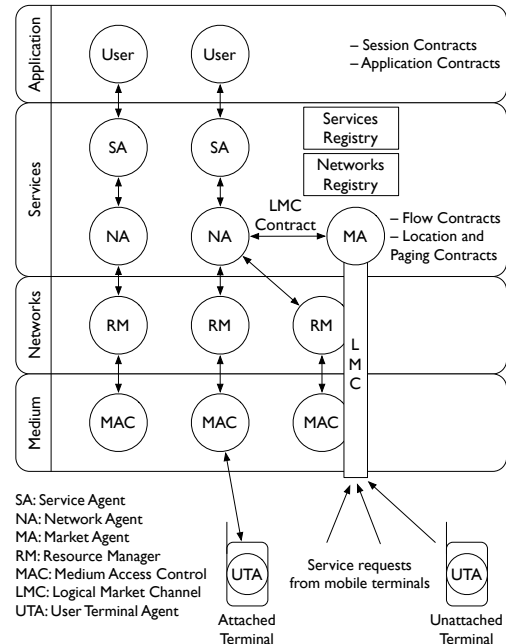 Application
User
User
– Session Contracts
– Application Contracts
Services
SA
SA
Services
Registry
Networks
Registry
LMC
Contract
NA
NA
MA
– Flow Contracts
– Location and
Paging Contracts
Networks
RM
RM
RM
L
M
C
Medium
MAC
MAC
MAC
SA: Service Agent
NA: Network Agent
MA: Market Agent
RM: Resource Manager
MAC: Medium Access Control
LMC: Logical Market Channel
UTA: User Terminal Agent
UTA
Attached
Terminal
Service requests
from mobile terminals
UTA
Unattached
Terminal